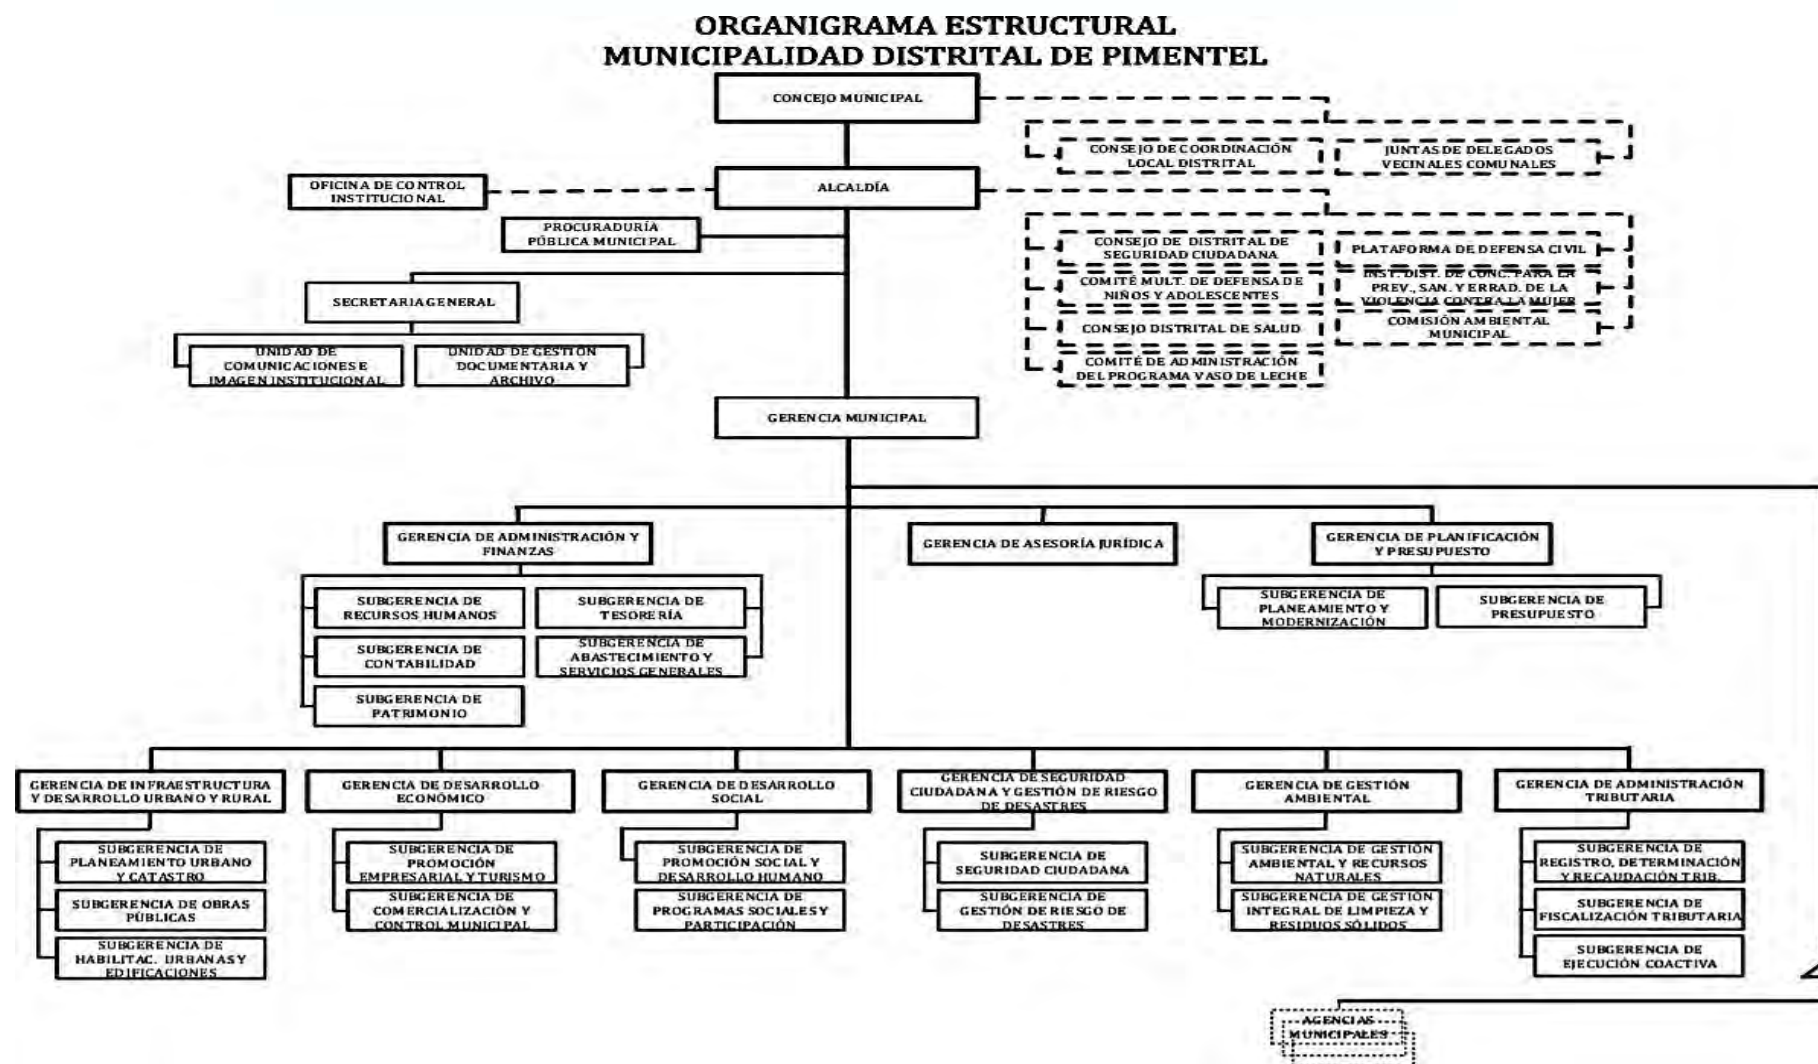 ORGANIGRAMA ESTRUCTURAL
MUNICIPALIDAD DISTRITAL DE PIMENTEL
CONCEJO MUNICIPAL
CONSEJO DE COORDINACIÓN
LOCAL DISTRITAL
JUNTAS DE DELEGADOS
VECINALES COMUNALES
OFICINA DE CONTROL
INSTITUCIONAL
ALCALDÍA
PROCURADURÍA
PÚBLICA MUNICIPAL
CONSEJO DE DISTRITAL DE
SEGURIDAD CIUDADANA
PLATAFORMA DE DEFENSA CIVIL
COMITÉ MULT. DE DEFENSA DE
NIÑOS Y ADOLESCENTES
INST. DIST. DE CONC. PARA LA
PREV., SAN. Y ERRAD. DE LA
VIOLENCIA CONTRA LA MUJER
SECRETARIA GENERAL
CONSEJO DISTRITAL DE SALUD
COMISIÓN AMBIENTAL
MUNICIPAL
UNIDAD DE
COMUNICACIONES E
IMAGEN INSTITUCIONAL
UNIDAD DE GESTIÓN
DOCUMENTARIA Y
ARCHIVO
COMITÉ DE ADMINISTRACIÓN
DEL PROGRAMA VASO DE LECHE
GERENCIA MUNICIPAL
GERENCIA DE ADMINISTRACIÓN Y
FINANZAS
GERENCIA DE ASESORÍA JURÍDICA
GERENCIA DE PLANIFICACIÓN
Y PRESUPUESTO
SUBGERENCIA DE
RECURSOS HUMANOS
SUBGERENCIA DE
TESORERÍA
SUBGERENCIA DE
PLANEAMIENTO Y
MODERNIZACIÓN
SUBGERENCIA DE
PRESUPUESTO
SUBGERENCIA DE
CONTABILIDAD
SUBGERENCIA DE
ABASTECIMIENTO Y
SERVICIOS GENERALES
SUBGERENCIA DE
PATRIMONIO
GERENCIA DE INFRAESTRUCTURA
Y DESARROLLO URBANO Y RURAL
GERENCIA DE DESARROLLO
ECONÓMICO
GERENCIA DE DESARROLLO
SOCIAL
GERENCIA DE SEGURIDAD
CIUDADANA Y GESTIÓN DE RIESGO
DE DESASTRES
GERENCIA DE GESTIÓN
AMBIENTAL
GERENCIA DE ADMINISTRACIÓN
TRIBUTARIA
SUBGERENCIA DE
PLANEAMIENTO URBANO
Y CATASTRO
SUBGERENCIA DE
PROMOCIÓN
EMPRESARIAL Y TURISMO
SUBGERENCIA DE
PROMOCIÓN SOCIAL Y
DESARROLLO HUMANO
SUBGERENCIA DE
SEGURIDAD CIUDADANA
SUBGERENCIA DE GESTIÓN
AMBIENTAL Y RECURSOS
NATURALES
SUBGERENCIA DE
REGISTRO, DETERMINACIÓN
Y RECAUDACIÓN TRIB.
SUBGERENCIA DE OBRAS
PÚBLICAS
SUBGERENCIA DE
COMERCIALIZACIÓN Y
CONTROL MUNICIPAL
SUBGERENCIA DE
PROGRAMAS SOCIALES Y
PARTICIPACIÓN
SUBGERENCIA DE
GESTIÓN DE RIESGO DE
DESASTRES
SUBGERENCIA DE GESTIÓN
INTEGRAL DE LIMPIEZA Y
RESIDUOS SÓLIDOS
SUBGERENCIA DE
FISCALIZACIÓN TRIBUTARIA
SUBGERENCIA DE
HABILITAC. URBANAS Y
EDIFICACIONES
SUBGERENCIA DE
EJECUCIÓN COACTIVA
AGENCIAS
MUNICIPALES